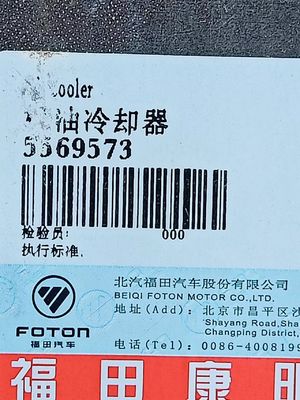 cooler
油冷却器
5569573
检验员: 000
执行标准.
北汽福田汽车股份有限公司
BEIQI FOTON MOTOR CO.,LTD.
地址(Add): 北京市昌平区沙
'Shayang Road,Sha
Changping District,
电话(Tel): 0086-4008199
FOTON
福田汽车
福田康明